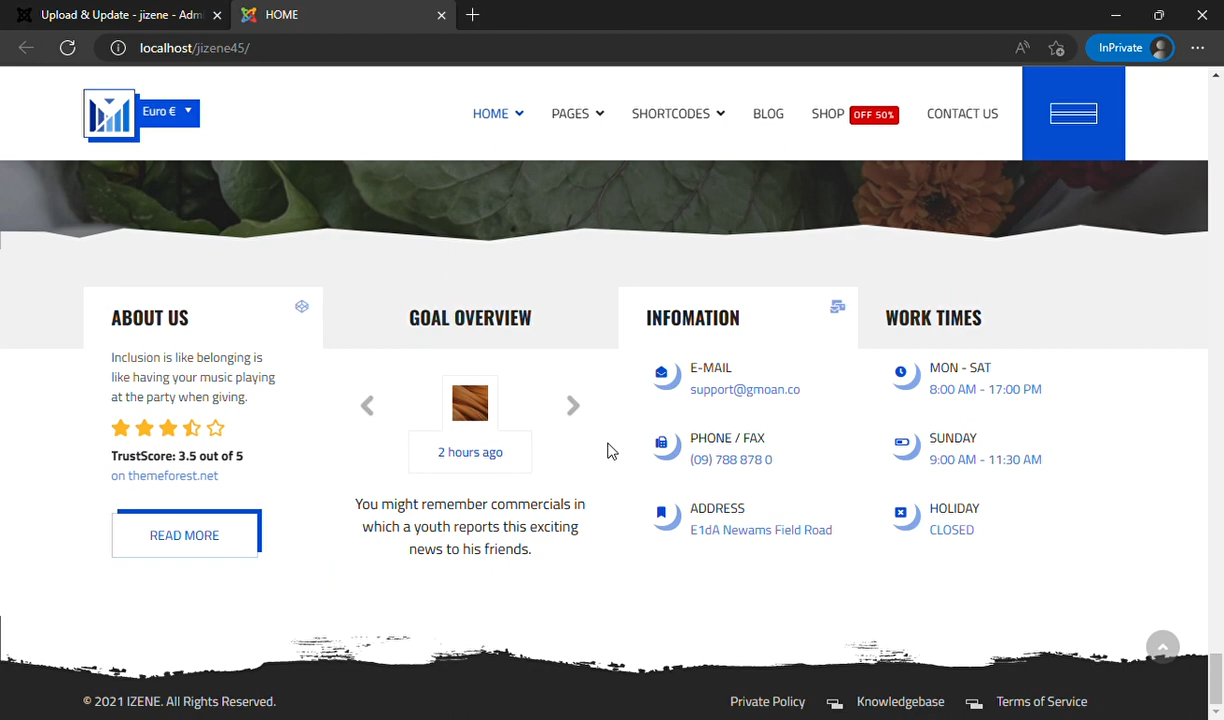 Upload & Update - jizene - Adm
HOME
localhost/jizene45/
InPrivate
Euro €
HOME
PAGES
SHORTCODES
BLOG
SHOP
OFF 50%
CONTACT US
ABOUT US
Inclusion is like belonging is
like having your music playing
at the party when giving.
TrustScore: 3.5 out of 5
on themeforest.net
READ MORE
GOAL OVERVIEW
2 hours ago
You might remember commercials in
which a youth reports this exciting
news to his friends.
INFOMATION
E-MAIL
support@gmoan.co
PHONE / FAX
(09) 788 878 0
ADDRESS
E1dA Newams Field Road
WORK TIMES
MON - SAT
8:00 AM - 17:00 PM
SUNDAY
9:00 AM - 11:30 AM
HOLIDAY
CLOSED
© 2021 IZENE. All Rights Reserved.
Private Policy
Knowledgebase
Terms of Service